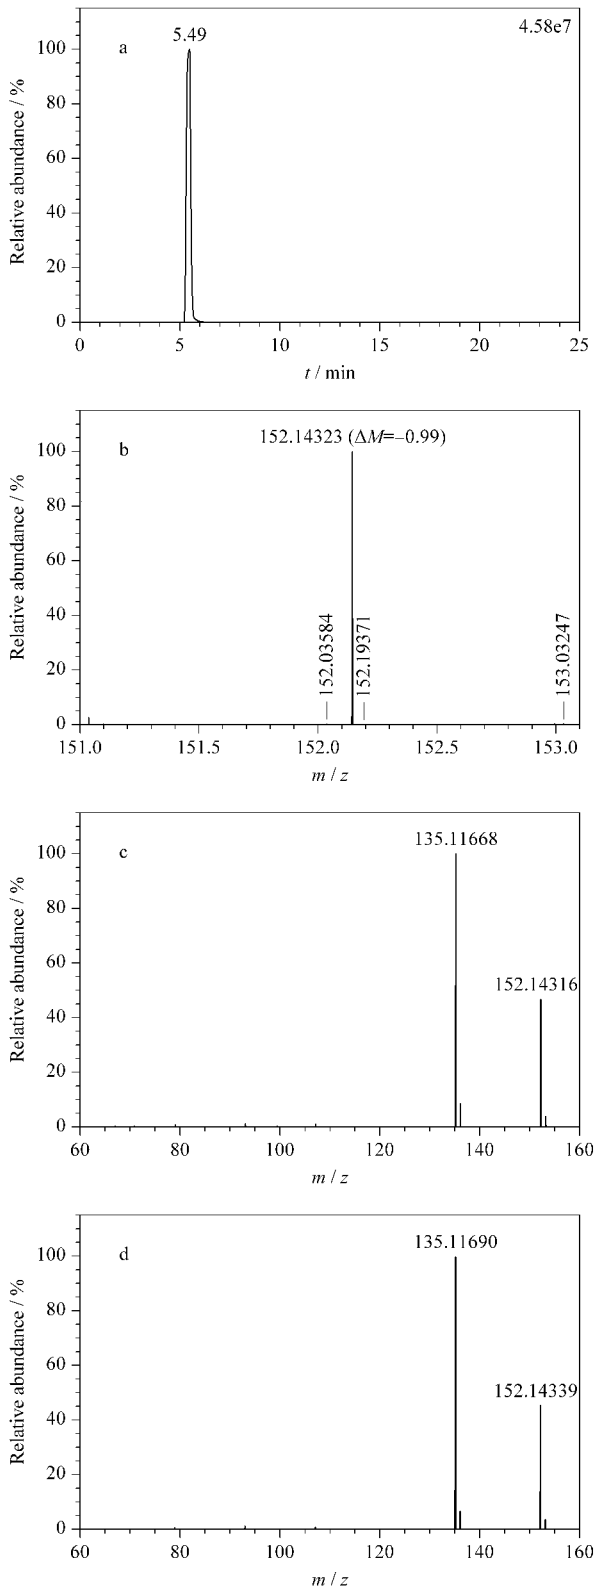 5.49
4.58e7
a
Relative abundance / %
100
80
60
40
20
0
0 5 10 15 20 25
t / min
152.14323 (ΔM=−0.99)
b
Relative abundance / %
100
80
60
40
20
0
152.03584
152.19371
153.03247
151.0 151.5 152.0 152.5 153.0
m / z
135.11668
c
152.14316
Relative abundance / %
100
80
60
40
20
0
60 80 100 120 140 160
m / z
135.11690
d
152.14339
Relative abundance / %
100
80
60
40
20
0
60 80 100 120 140 160
m / z